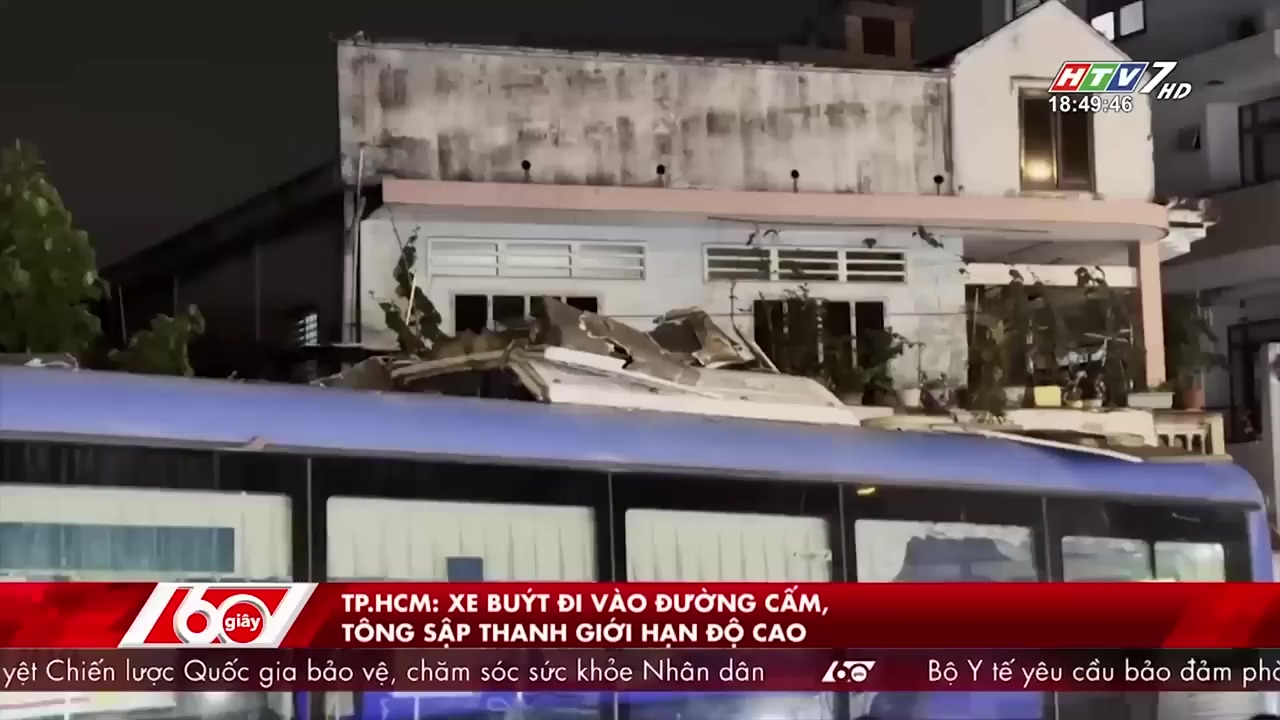 HTV7 HD
18:49:46
60 giây
TP.HCM: XE BUÝT ĐI VÀO ĐƯỜNG CẤM,
TÔNG SẬP THANH GIỚI HẠN ĐỘ CAO
yệt Chiến lược Quốc gia bảo vệ, chăm sóc sức khỏe Nhân dân 60 giây Bộ Y tế yêu cầu bảo đảm